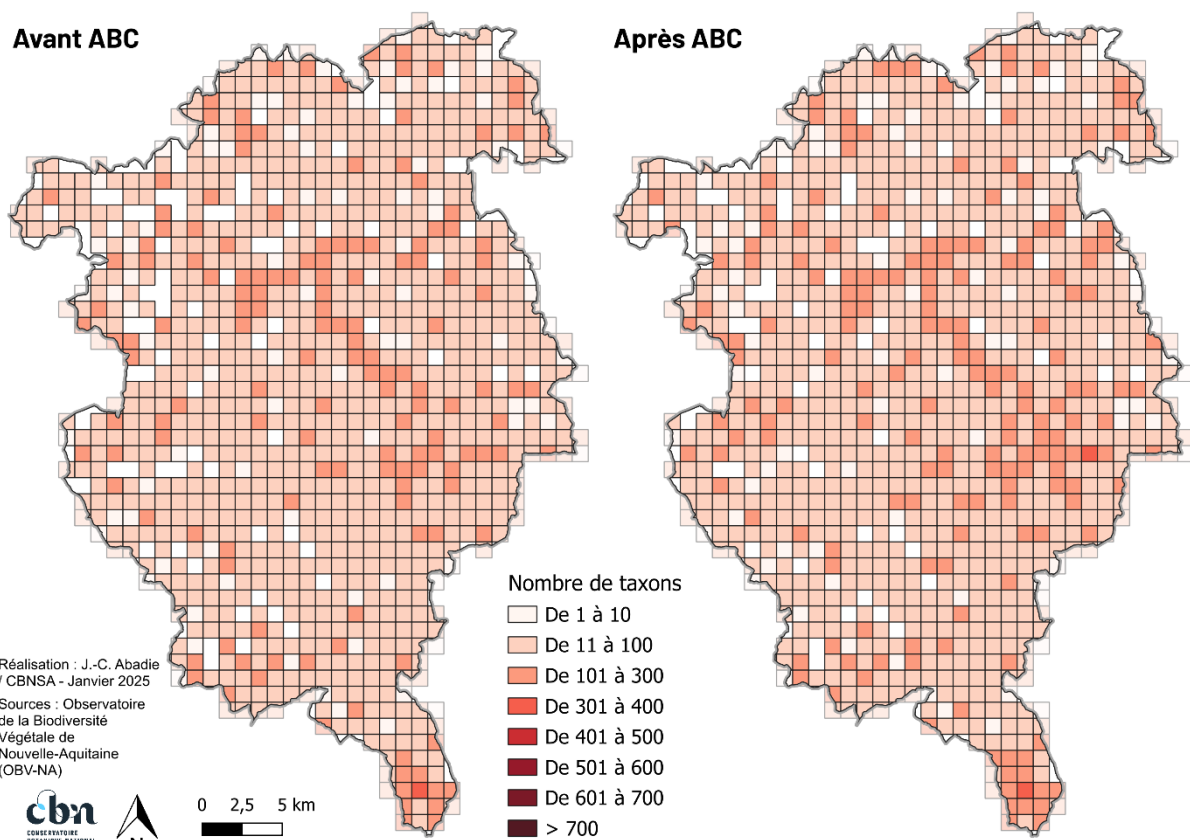 Avant ABC
Après ABC
Nombre de taxons
De 1 à 10
De 11 à 100
De 101 à 300
De 301 à 400
De 401 à 500
De 501 à 600
De 601 à 700
> 700
Réalisation : J.-C. Abadie
/ CBNSA - Janvier 2025
Sources : Observatoire
de la Biodiversité
Végétale de
Nouvelle-Aquitaine
(OBV-NA)
cbn
CONSERVATOIRE
0 2,5 5 km